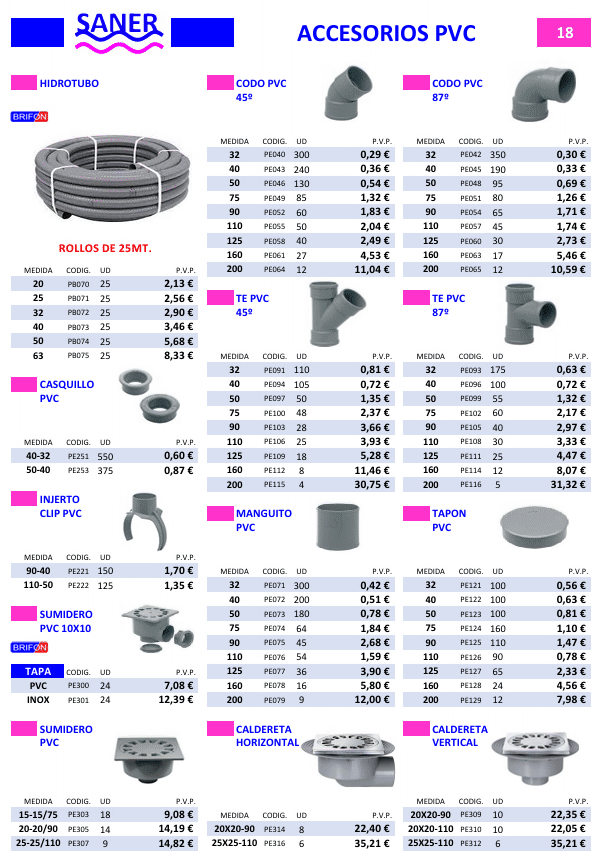 SANER
ACCESORIOS PVC
18
HIDROTUBO
BRIFON
ROLLOS DE 25MT.
MEDIDA CODIG. UD P.V.P.
20 PB070 25 2,13 €
25 PB071 25 2,56 €
32 PB072 25 2,90 €
40 PB073 25 3,46 €
50 PB074 25 5,68 €
63 PB075 25 8,33 €
CODO PVC
45º
MEDIDA CODIG. UD P.V.P.
32 PE040 300 0,29 €
40 PE043 240 0,36 €
50 PE046 130 0,54 €
75 PE049 85 1,32 €
90 PE052 60 1,83 €
110 PE055 50 2,04 €
125 PE058 40 2,49 €
160 PE061 27 4,53 €
200 PE064 12 11,04 €
CODO PVC
87º
MEDIDA CODIG. UD P.V.P.
32 PE042 350 0,30 €
40 PE045 190 0,33 €
50 PE048 95 0,69 €
75 PE051 80 1,26 €
90 PE054 65 1,71 €
110 PE057 45 1,74 €
125 PE060 30 2,73 €
160 PE063 17 5,46 €
200 PE065 12 10,59 €
CASQUILLO
PVC
MEDIDA CODIG. UD P.V.P.
40-32 PE251 550 0,60 €
50-40 PE253 375 0,87 €
TE PVC
45º
MEDIDA CODIG. UD P.V.P.
32 PE091 110 0,81 €
40 PE094 105 0,72 €
50 PE097 50 1,35 €
75 PE100 48 2,37 €
90 PE103 28 3,66 €
110 PE106 25 3,93 €
125 PE109 18 5,28 €
160 PE112 8 11,46 €
200 PE115 4 30,75 €
TE PVC
87º
MEDIDA CODIG. UD P.V.P.
32 PE093 175 0,63 €
40 PE096 100 0,72 €
50 PE099 55 1,32 €
75 PE102 60 2,17 €
90 PE105 40 2,97 €
110 PE108 30 3,33 €
125 PE111 25 4,47 €
160 PE114 12 8,07 €
200 PE116 5 31,32 €
INJERTO
CLIP PVC
MEDIDA CODIG. UD P.V.P.
90-40 PE221 150 1,70 €
110-50 PE222 125 1,35 €
SUMIDERO
PVC 10X10
BRIFON
TAPA CODIG. UD P.V.P.
PVC PE300 24 7,08 €
INOX PE301 24 12,39 €
MANGUITO
PVC
MEDIDA CODIG. UD P.V.P.
32 PE071 300 0,42 €
40 PE072 200 0,51 €
50 PE073 180 0,78 €
75 PE074 64 1,84 €
90 PE075 45 2,68 €
110 PE076 54 1,59 €
125 PE077 36 3,90 €
160 PE078 16 5,80 €
200 PE079 9 12,00 €
TAPON
PVC
MEDIDA CODIG. UD P.V.P.
32 PE121 100 0,56 €
40 PE122 100 0,63 €
50 PE123 100 0,81 €
75 PE124 160 1,10 €
90 PE125 110 1,47 €
110 PE126 90 0,78 €
125 PE127 65 2,33 €
160 PE128 24 4,56 €
200 PE129 12 7,98 €
SUMIDERO
PVC
MEDIDA CODIG. UD P.V.P.
15-15/75 PE303 18 9,08 €
20-20/90 PE305 14 14,19 €
25-25/110 PE307 9 14,82 €
CALDERETA
HORIZONTAL
MEDIDA CODIG. UD P.V.P.
20X20-90 PE314 8 22,40 €
25X25-110 PE316 6 35,21 €
CALDERETA
VERTICAL
MEDIDA CODIG. UD P.V.P.
20X20-90 PE309 10 22,35 €
20X20-110 PE310 10 22,05 €
25X25-110 PE312 6 35,21 €